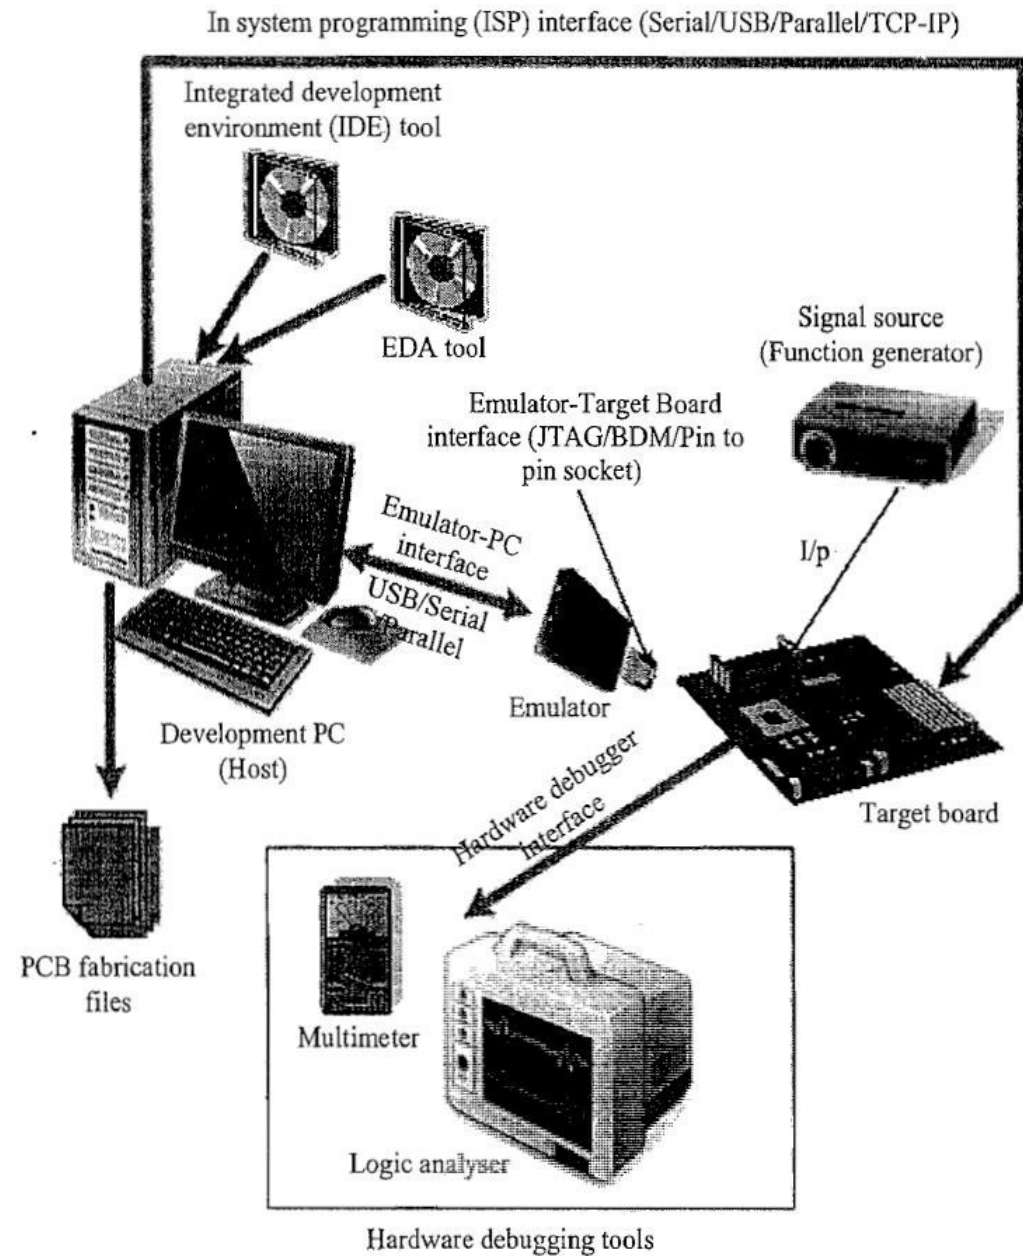 In system programming (ISP) interface (Serial/USB/Parallel/TCP-IP)
Integrated development
environment (IDE) tool
EDA tool
Signal source
(Function generator)
Emulator-Target Board
interface (JTAG/BDM/Pin to
pin socket)
I/p
Emulator-PC
interface
USB/Serial
/Parallel
Emulator
Development PC
(Host)
Target board
Hardware debugger
interface
PCB fabrication
files
Multimeter
Logic analyser
Hardware debugging tools